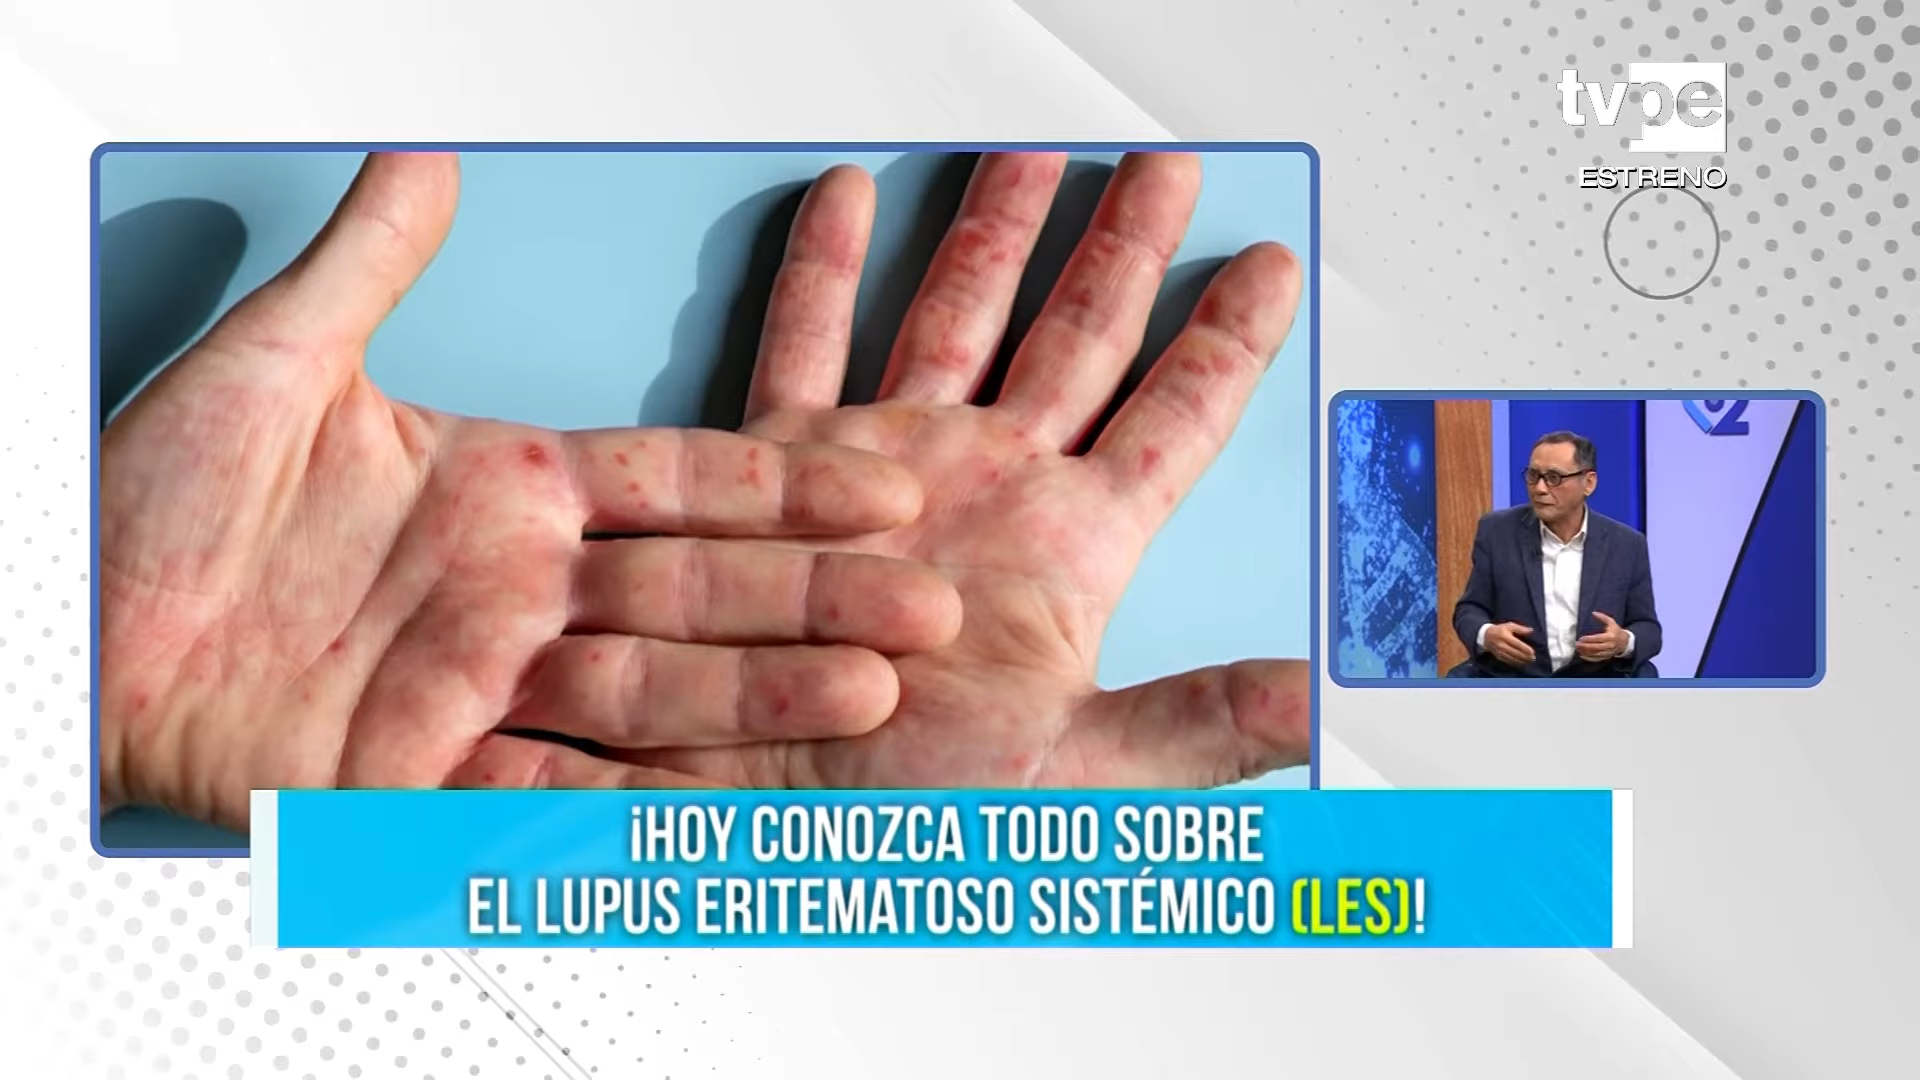 tvpe
ESTRENO
¡HOY CONOZCA TODO SOBRE
EL LUPUS ERITEMATOSO SISTÉMICO (LES)!